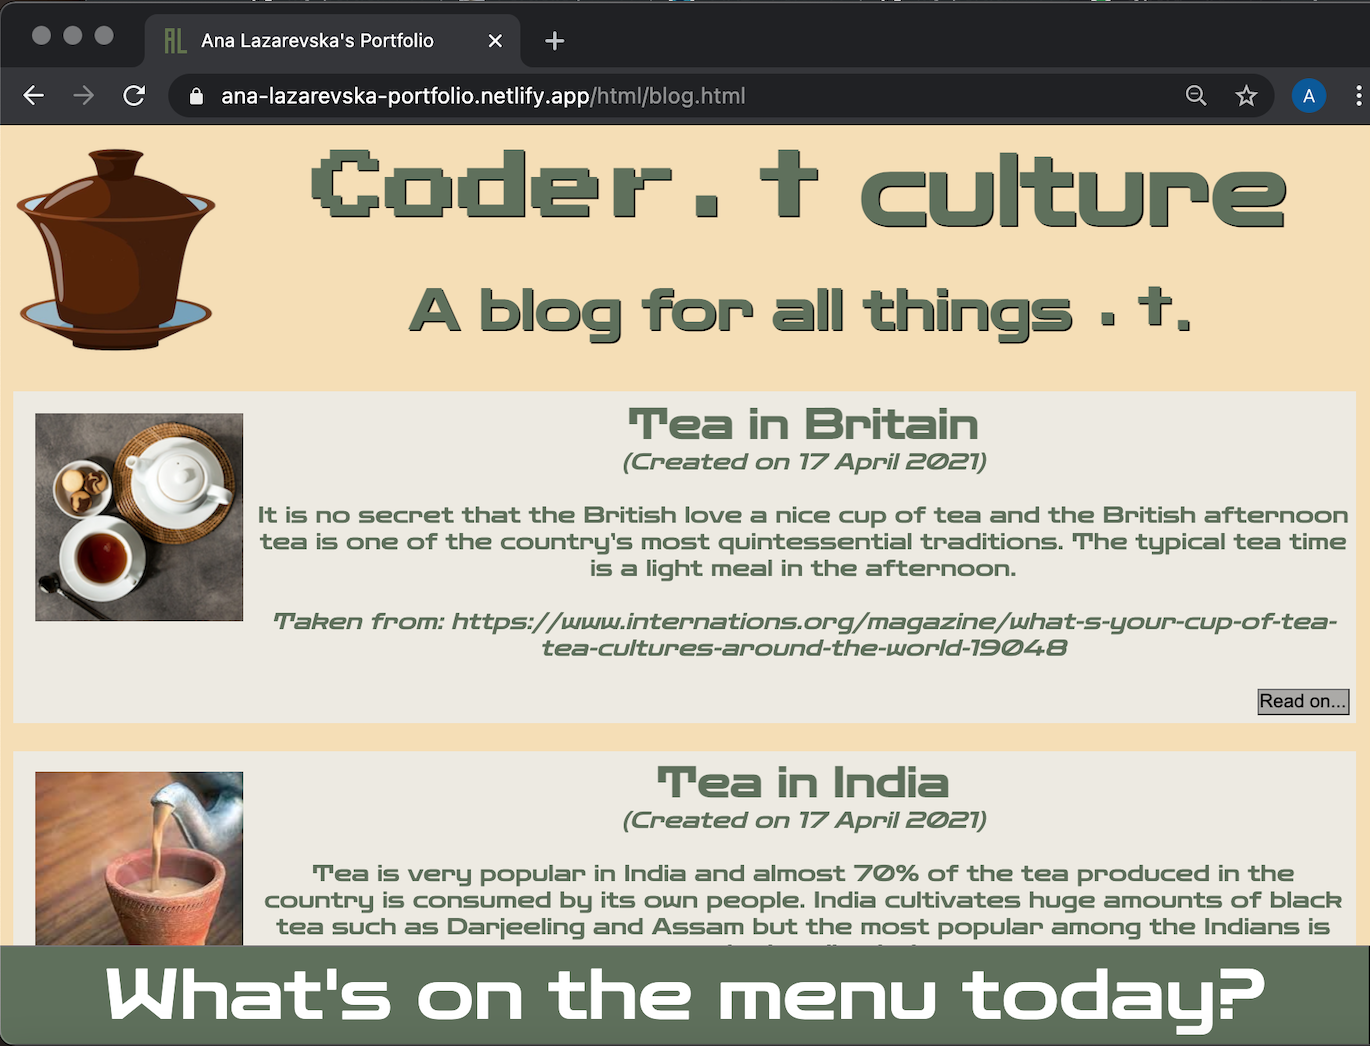 AL Ana Lazarevska's Portfolio
ana-lazarevska-portfolio.netlify.app/html/blog.html
A
Coder.t culture
A blog for all things .t.
Tea in Britain
(Created on 17 April 2021)
It is no secret that the British love a nice cup of tea and the British afternoon
tea is one of the country's most quintessential traditions. The typical tea time
is a light meal in the afternoon.
Taken from: https://www.internations.org/magazine/what-s-your-cup-of-tea-
tea-cultures-around-the-world-19048
Read on...
Tea in India
(Created on 17 April 2021)
Tea is very popular in India and almost 70% of the tea produced in the
country is consumed by its own people. India cultivates huge amounts of black
tea such as Darjeeling and Assam but the most popular among the Indians is
What's on the menu today?